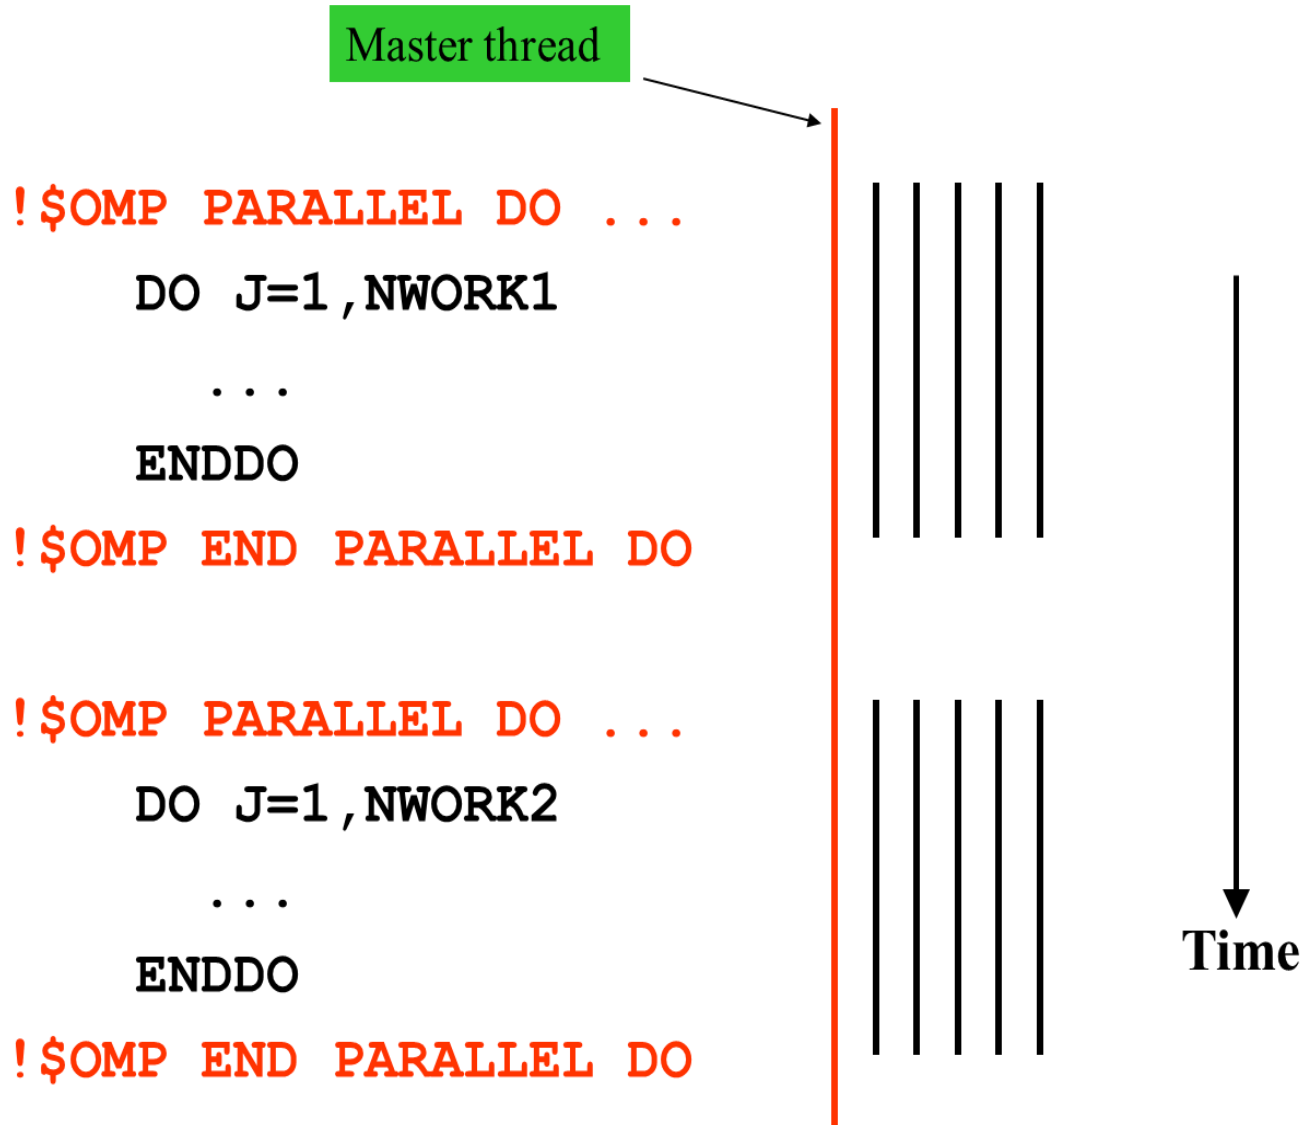 Master thread
!$OMP PARALLEL DO ...
DO J=1,NWORK1
...
ENDDO
!$OMP END PARALLEL DO
!$OMP PARALLEL DO ...
DO J=1,NWORK2
...
ENDDO
!$OMP END PARALLEL DO
Time